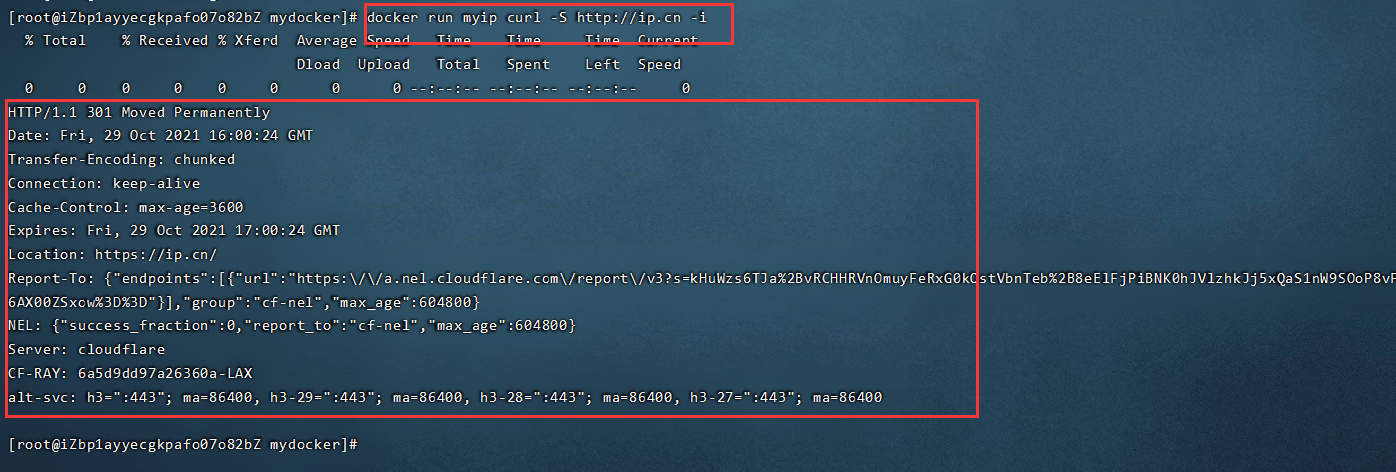 [root@iZbp1ayyecgkpafo07o82bZ mydocker]# docker run myip curl -S http://ip.cn -i
% Total % Received % Xferd Average Speed Time Time Time Current
Dload Upload Total Spent Left Speed
0 0 0 0 0 0 0 0 --:--:-- --:--:-- --:--:-- 0
HTTP/1.1 301 Moved Permanently
Date: Fri, 29 Oct 2021 16:00:24 GMT
Transfer-Encoding: chunked
Connection: keep-alive
Cache-Control: max-age=3600
Expires: Fri, 29 Oct 2021 17:00:24 GMT
Location: https://ip.cn/
Report-To: {"endpoints":[{"url":"https:\/\/a.nel.cloudflare.com\/report\/v3?s=kHuWzs6TJa%2BvRCHHRVnOmuyFeRxG0kOstVbnTeb%2B8eElFjPiBNK0hJVlzhkJj5xQaS1nW9SOoP8vF
6AX00ZSxow%3D%3D"}],"group":"cf-nel","max_age":604800}
NEL: {"success_fraction":0,"report_to":"cf-nel","max_age":604800}
Server: cloudflare
CF-RAY: 6a5d9dd97a26360a-LAX
alt-svc: h3=":443"; ma=86400, h3-29=":443"; ma=86400, h3-28=":443"; ma=86400, h3-27=":443"; ma=86400
[root@iZbp1ayyecgkpafo07o82bZ mydocker]#